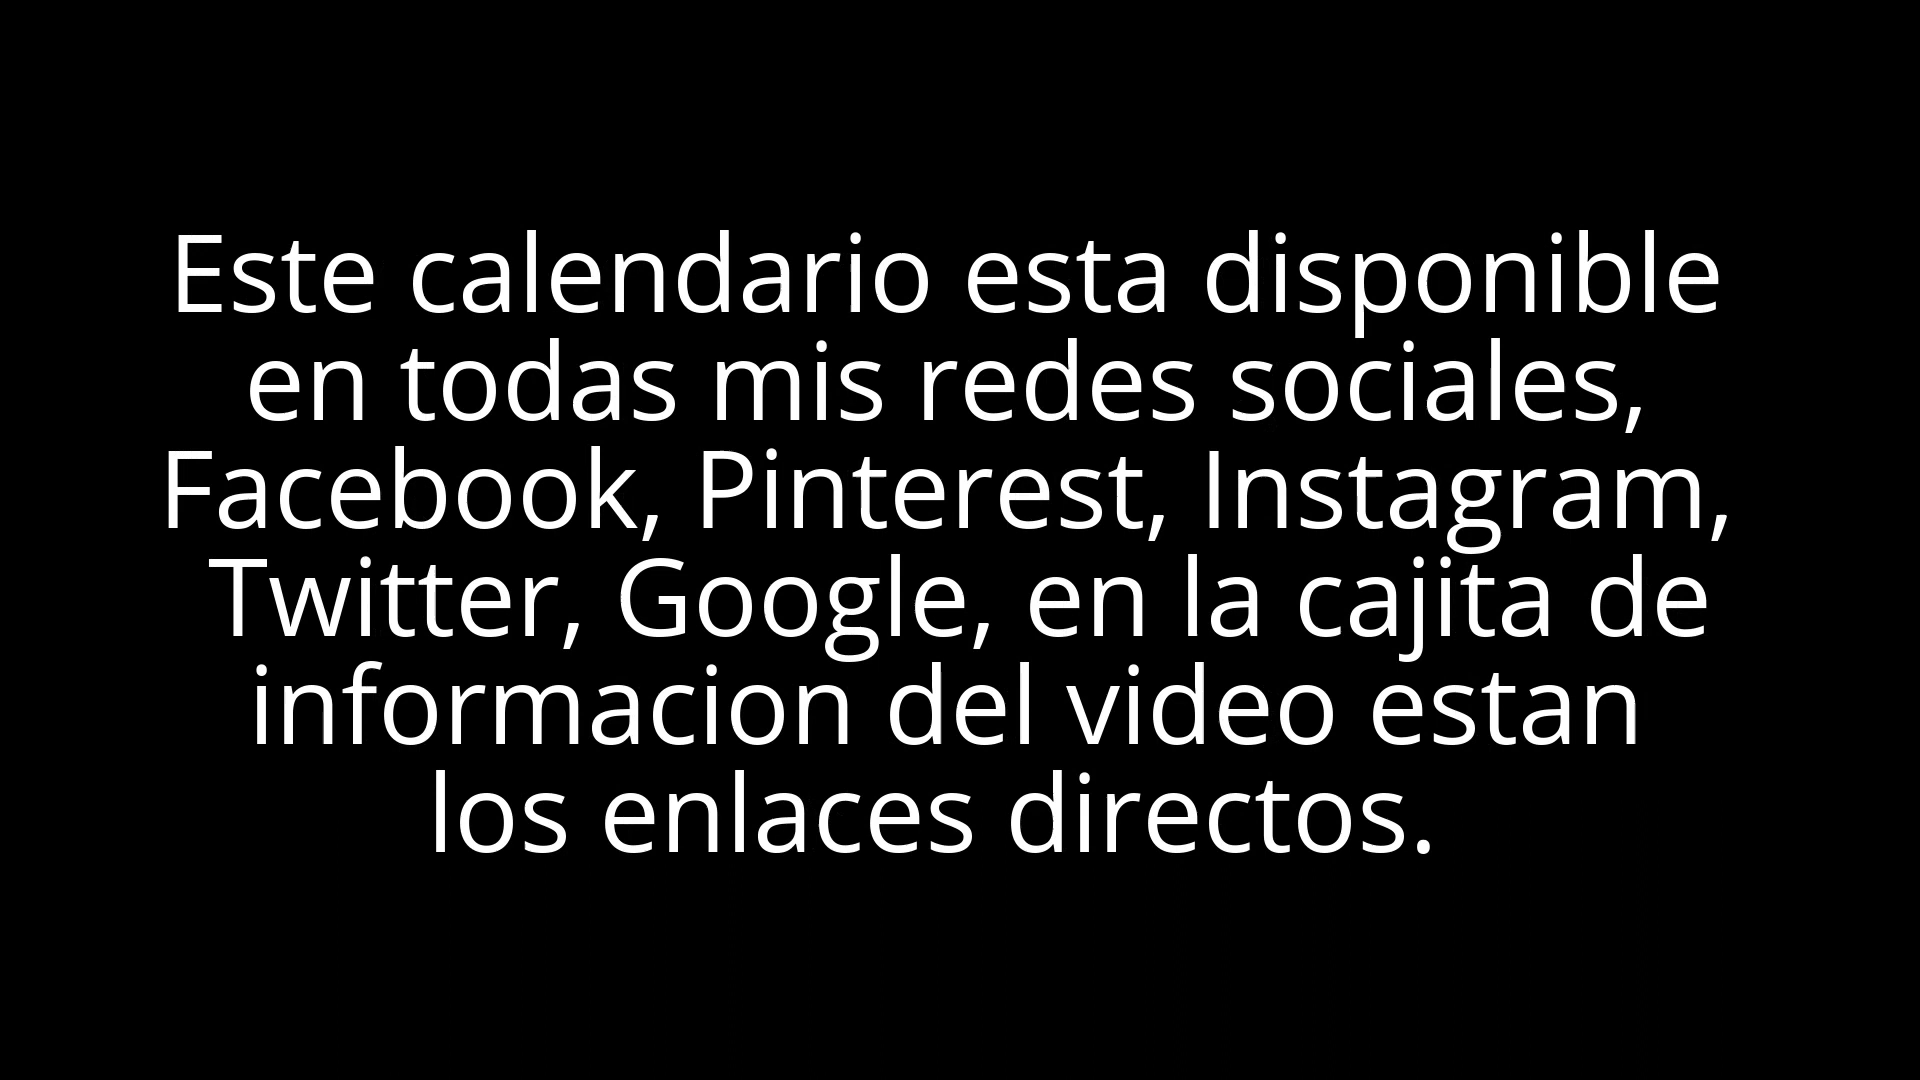 Este calendario esta disponible
en todas mis redes sociales,
Facebook, Pinterest, Instagram,
Twitter, Google, en la cajita de
informacion del video estan
los enlaces directos.